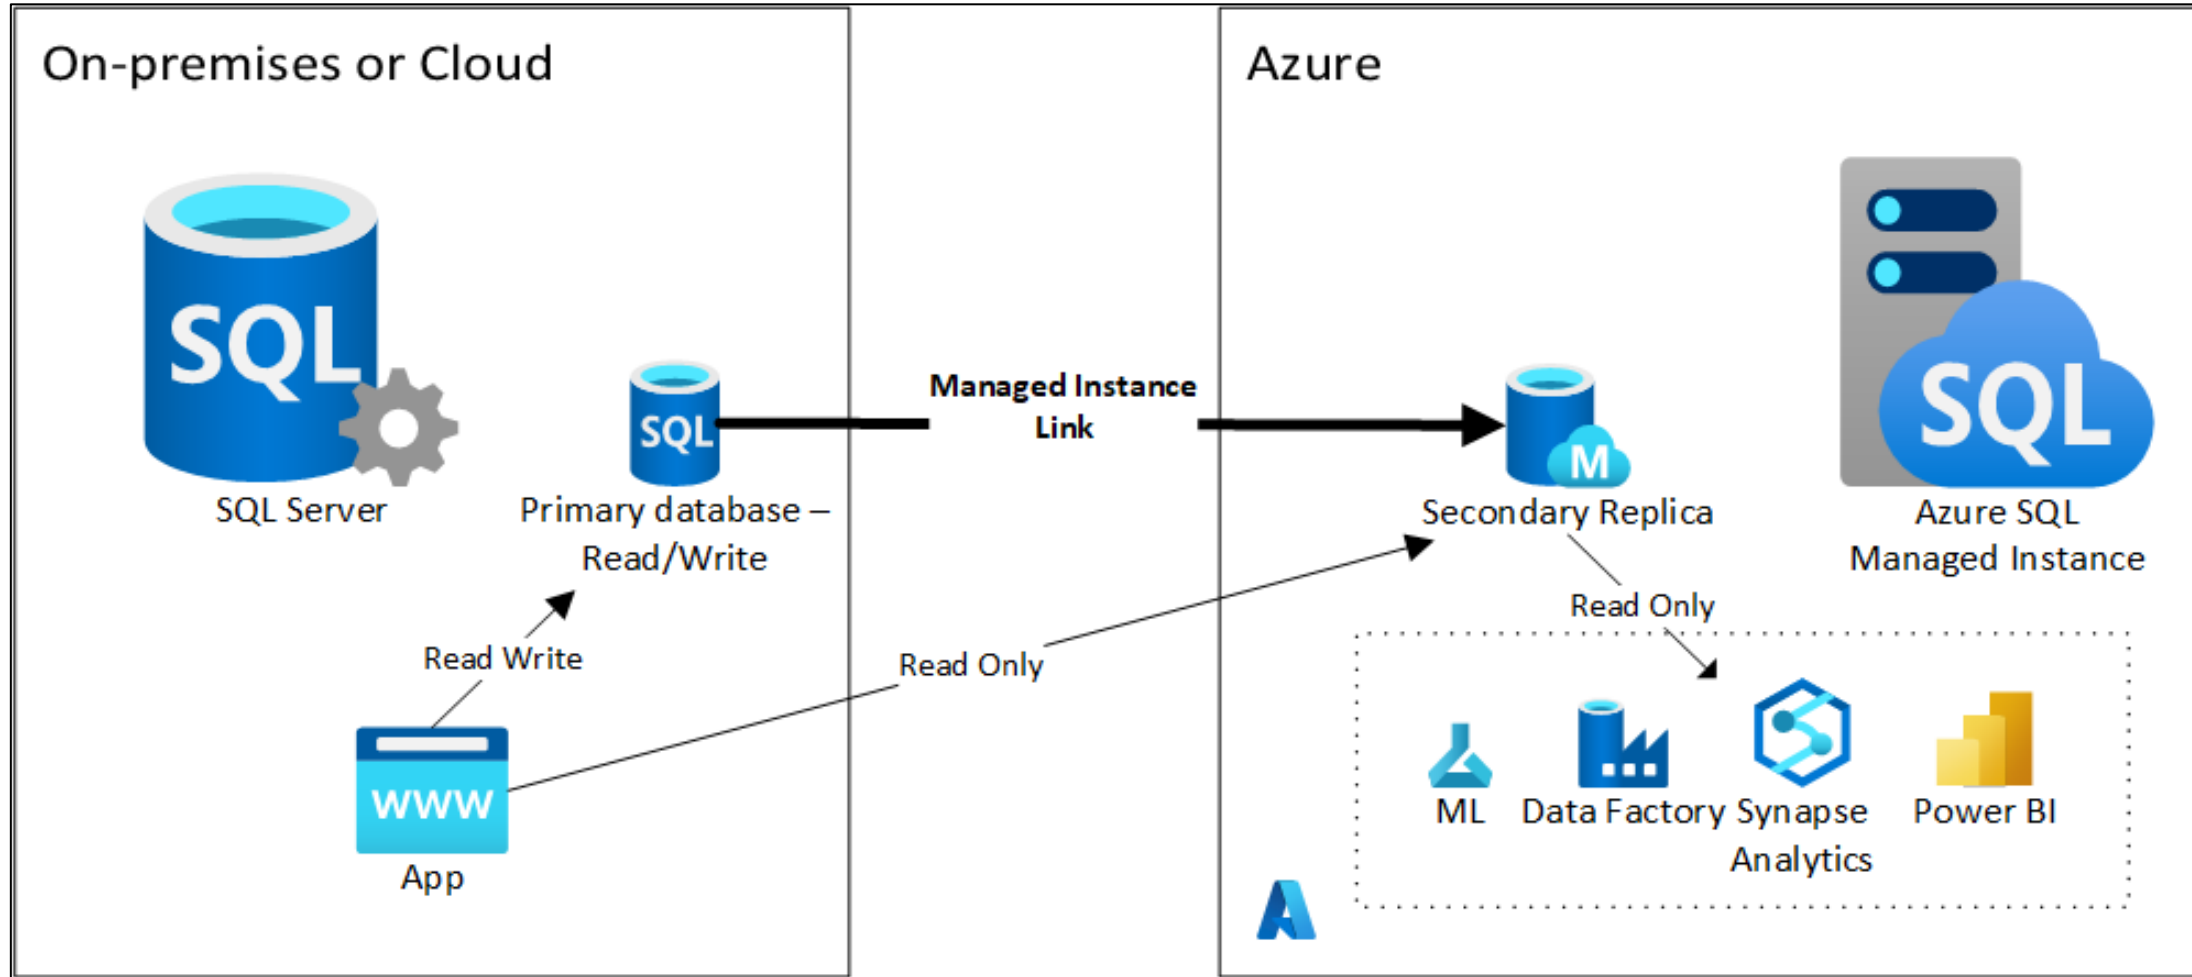 On-premises or Cloud
SQL
SQL Server
SQL
Primary database –
Read/Write
Read Write
WWW
App
Managed Instance
Link
Read Only
Azure
M
Secondary Replica
SQL
Azure SQL
Managed Instance
Read Only
ML
Data Factory
Synapse
Analytics
Power BI